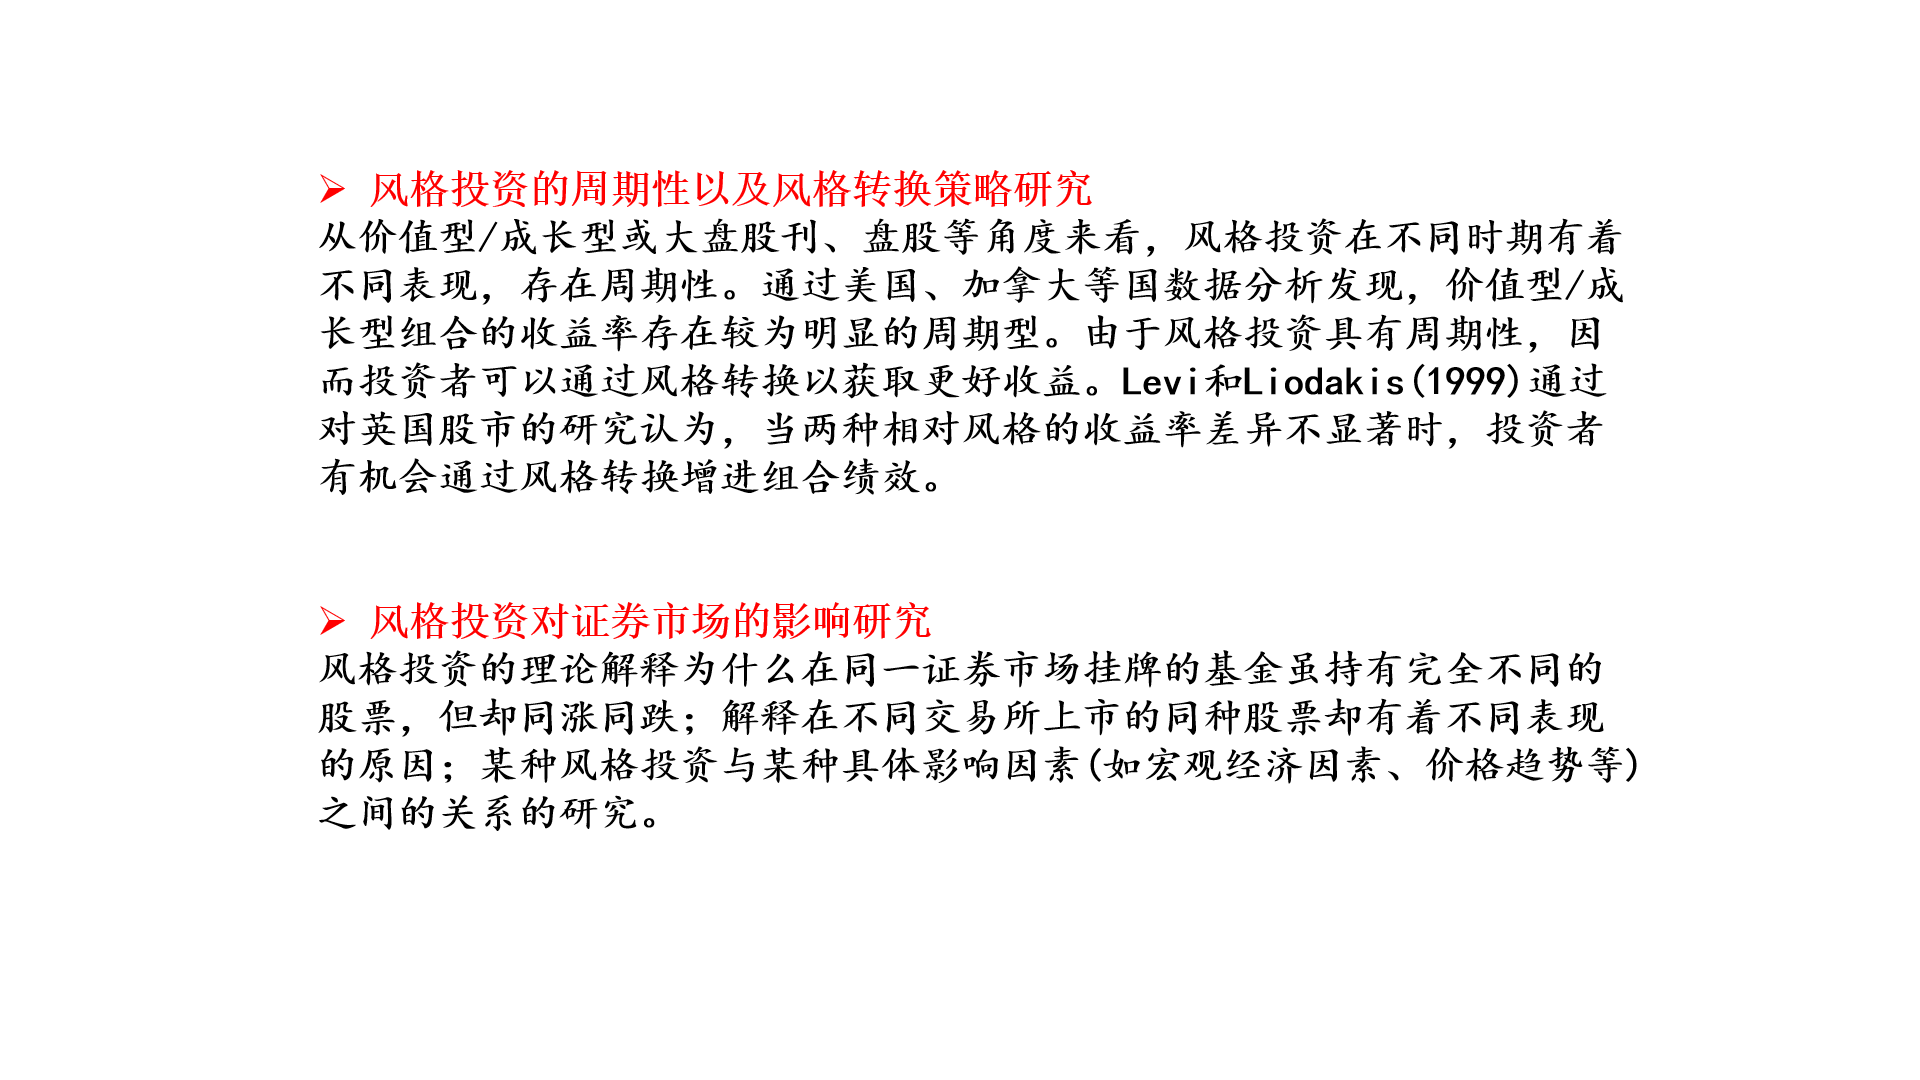 ➢ 风格投资的周期性以及风格转换策略研究
从价值型/成长型或大盘股刊、盘股等角度来看，风格投资在不同时期有着
不同表现，存在周期性。通过美国、加拿大等国数据分析发现，价值型/成
长型组合的收益率存在较为明显的周期型。由于风格投资具有周期性，因
而投资者可以通过风格转换以获取更好收益。Levi和Liodakis(1999)通过
对英国股市的研究认为，当两种相对风格的收益率差异不显著时，投资者
有机会通过风格转换增进组合绩效。
➢ 风格投资对证券市场的影响研究
风格投资的理论解释为什么在同一证券市场挂牌的基金虽持有完全不同的
股票，但却同涨同跌；解释在不同交易所上市的同种股票却有着不同表现
的原因；某种风格投资与某种具体影响因素(如宏观经济因素、价格趋势等)
之间的关系的研究。